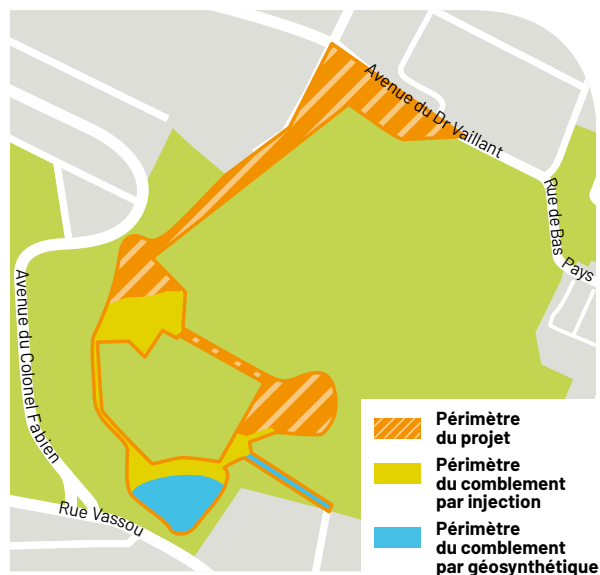 Avenue du Dr Vaillant
Rue de Bas Pays
Avenue du Colonel Fabien
Rue Vassou
Périmètre
du projet
Périmètre
du comblement
par injection
Périmètre
du comblement
par géosynthétique